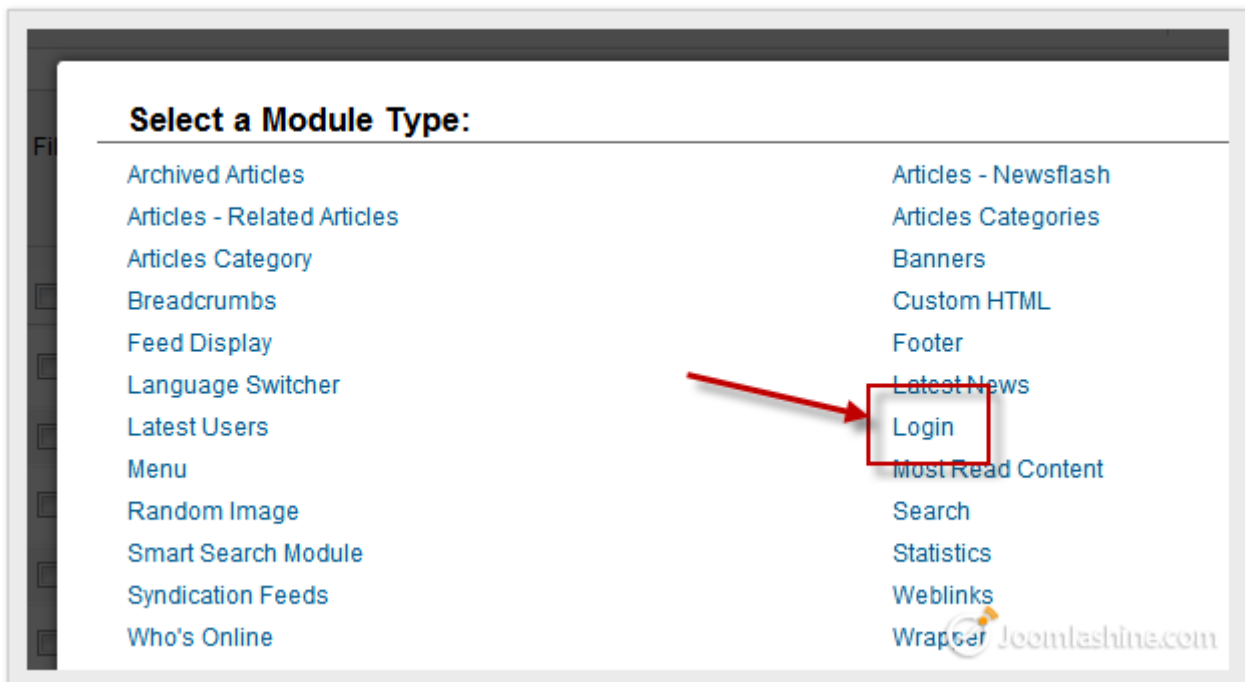 Select a Module Type:
Fil
Archived Articles Articles - Newsflash
Articles - Related Articles Articles Categories
Articles Category Banners
Breadcrumbs Custom HTML
Feed Display Footer
Language Switcher Latest News
Latest Users Login
Menu Most Read Content
Random Image Search
Smart Search Module Statistics
Syndication Feeds Weblinks
Who's Online Wrapper
Joomlashine.com